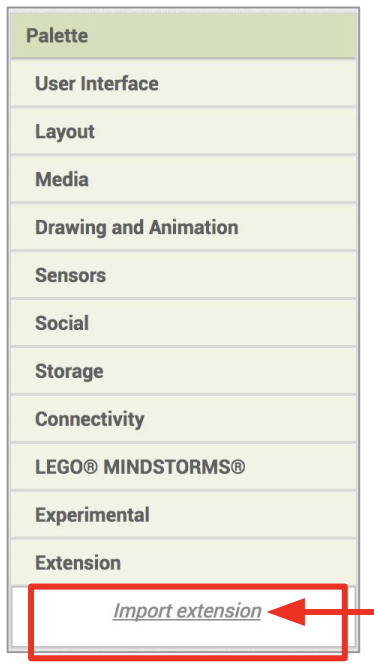 Palette
User Interface
Layout
Media
Drawing and Animation
Sensors
Social
Storage
Connectivity
LEGO® MINDSTORMS®
Experimental
Extension
Import extension